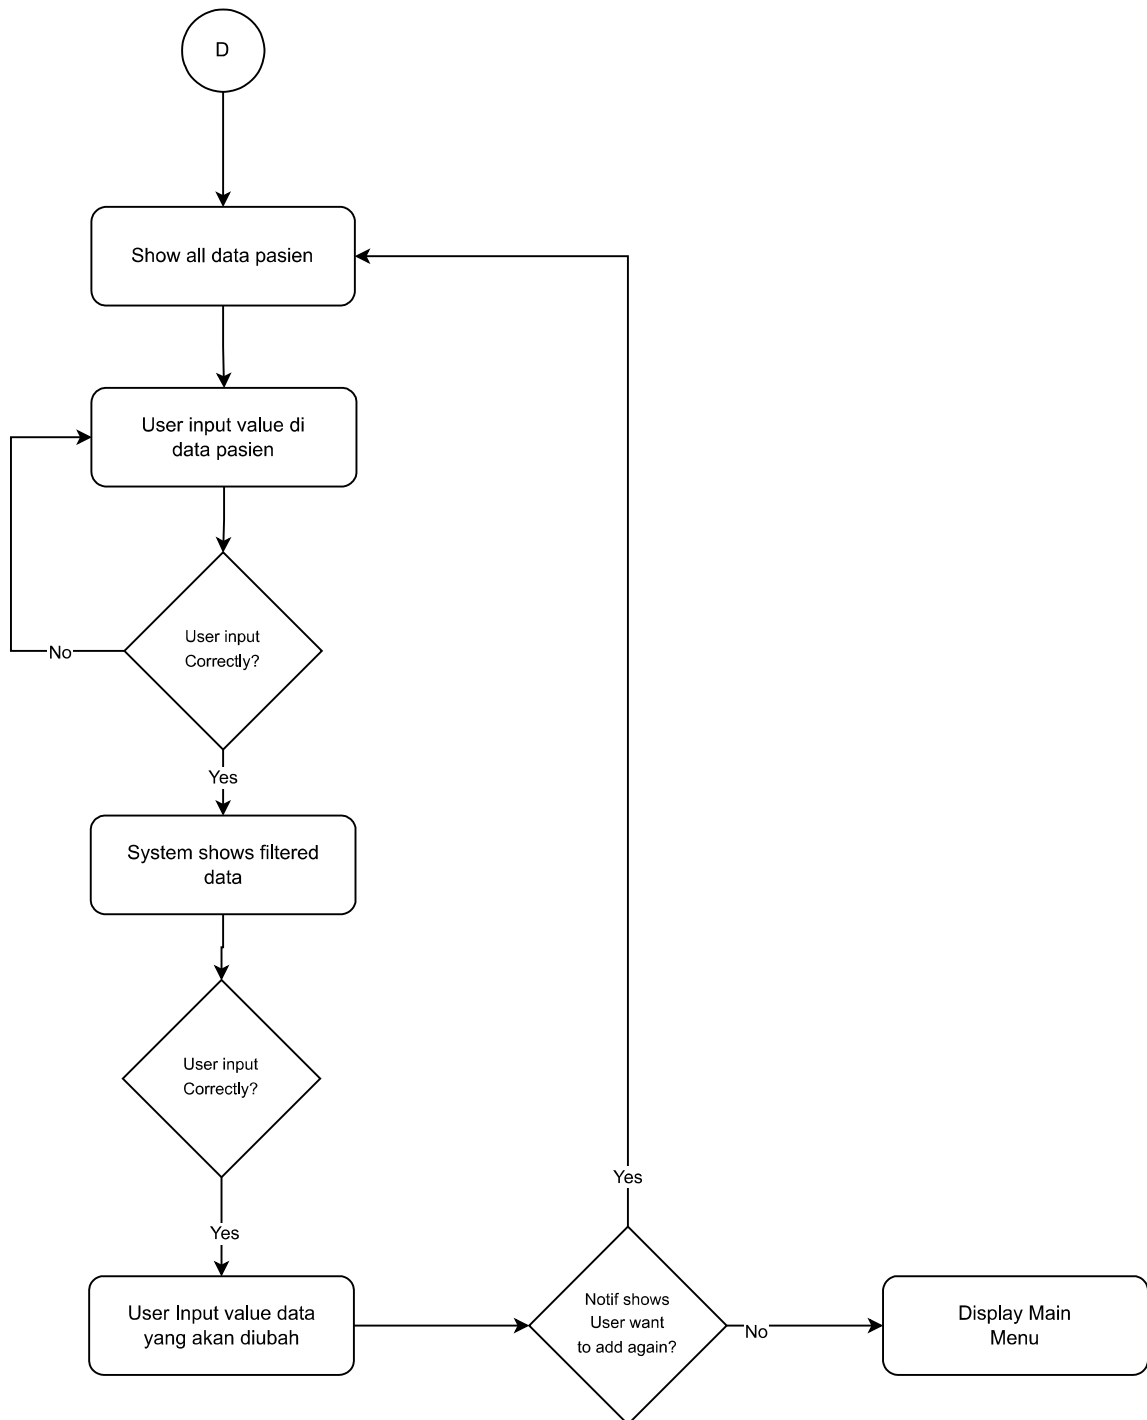 D
Show all data pasien
User input value di
data pasien
User input
Correctly?
No
Yes
System shows filtered
data
User input
Correctly?
Yes
Yes
User Input value data
yang akan diubah
Notif shows
User want
to add again?
No
Display Main
Menu